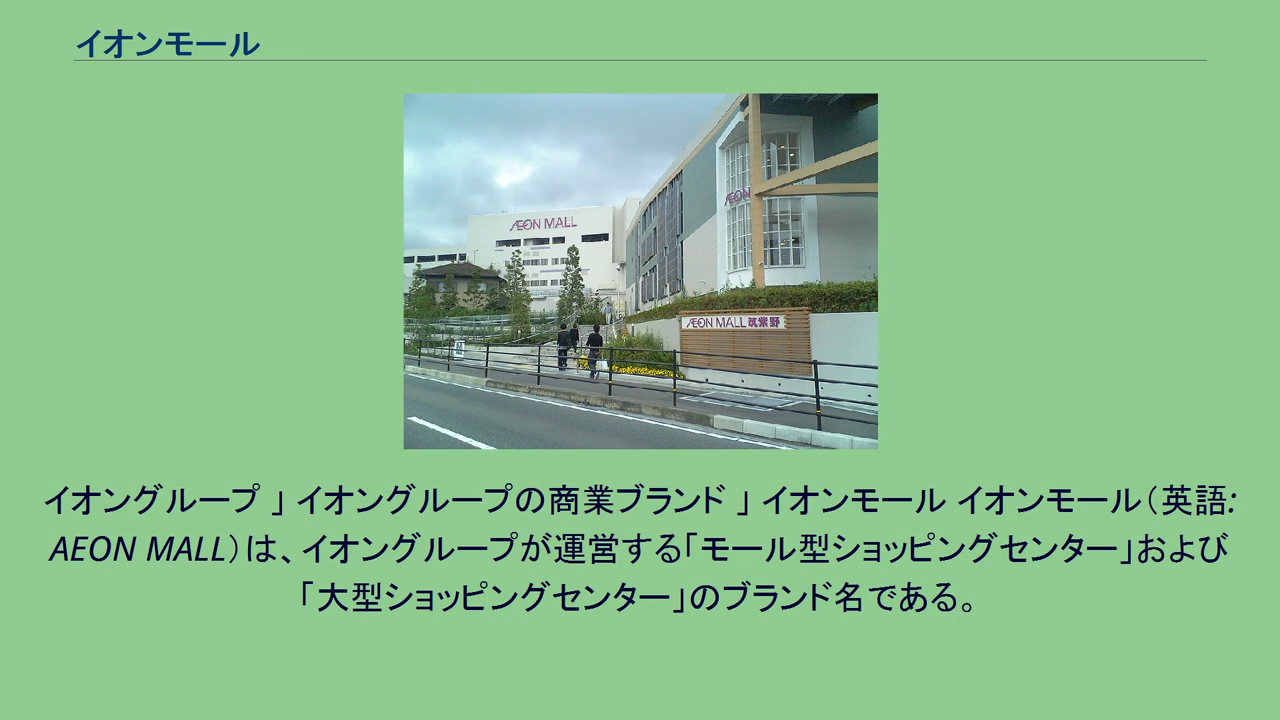 イオンモール
ÆON MALL
ÆON
ÆON MALL 筑紫野
イオングループ 」 イオングループの商業ブランド 」 イオンモール イオンモール（英語:
AEON MALL）は、イオングループが運営する「モール型ショッピングセンター」および
「大型ショッピングセンター」のブランド名である。